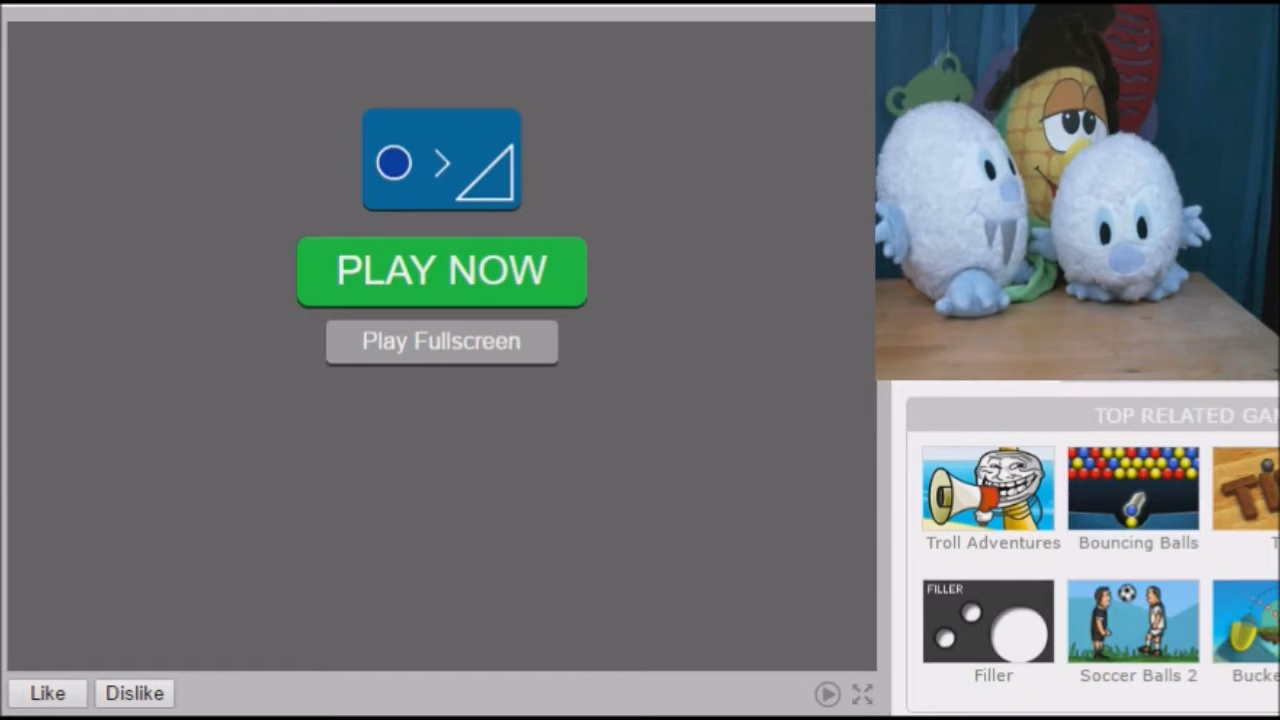 PLAY NOW
Play Fullscreen
TOP RELATED GA
Troll Adventures
Bouncing Balls
T
FILLER
Filler
Soccer Balls 2
Bucke
Like
Dislike